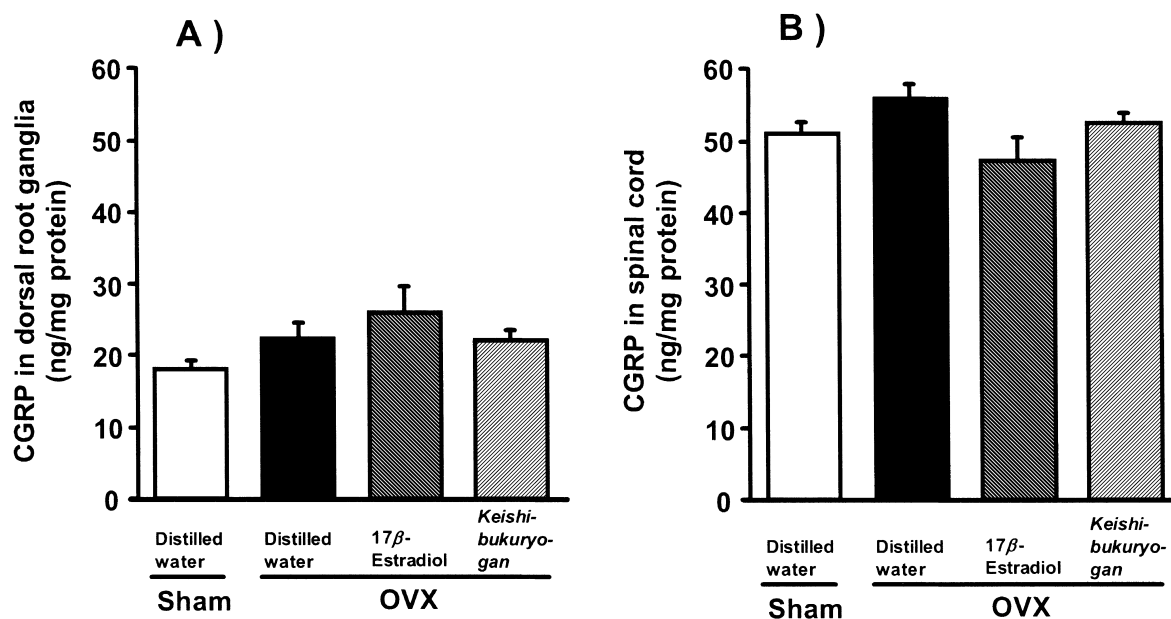 A )
CGRP in dorsal root ganglia
(ng/mg protein)
60
50
40
30
20
10
0
Distilled
water
Distilled
water
17β-
Estradiol
Keishi-
bukuryo-
gan
Sham
OVX
B )
CGRP in spinal cord
(ng/mg protein)
60
50
40
30
20
10
0
Distilled
water
Distilled
water
17β-
Estradiol
Keishi-
bukuryo-
gan
Sham
OVX